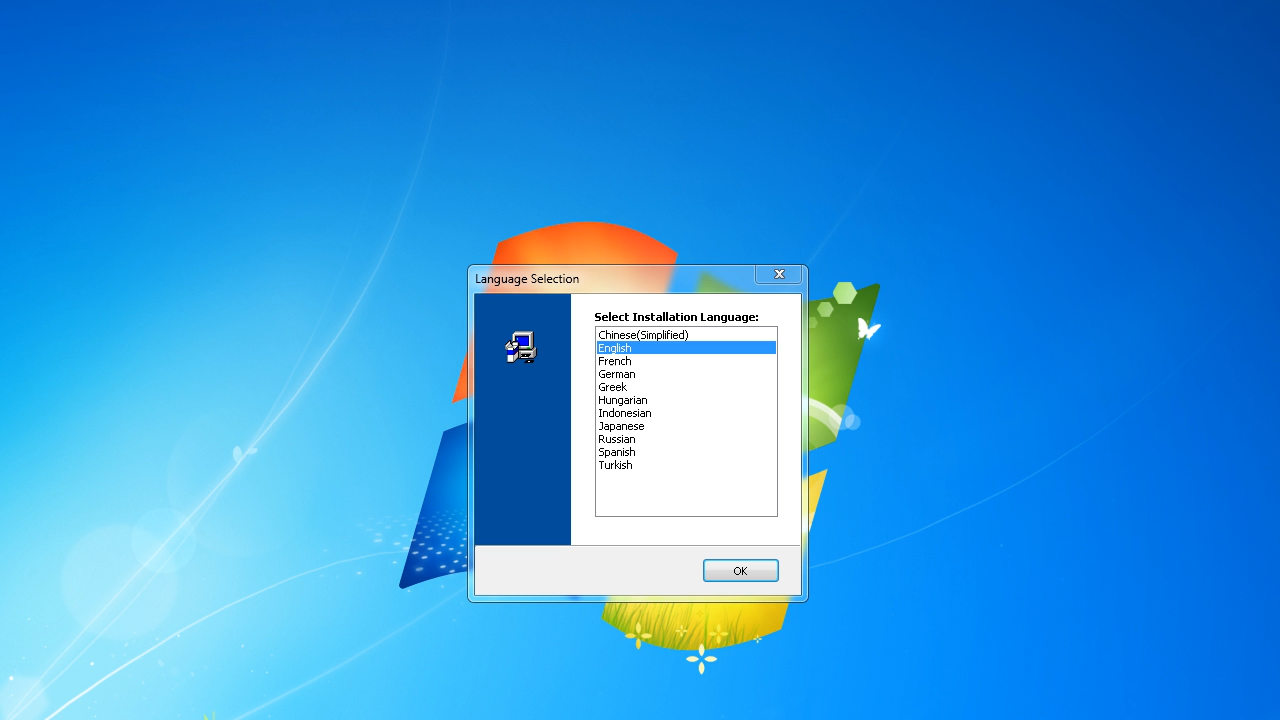 Language Selection
Select Installation Language:
Chinese(Simplified)
English
French
German
Greek
Hungarian
Indonesian
Japanese
Russian
Spanish
Turkish
OK